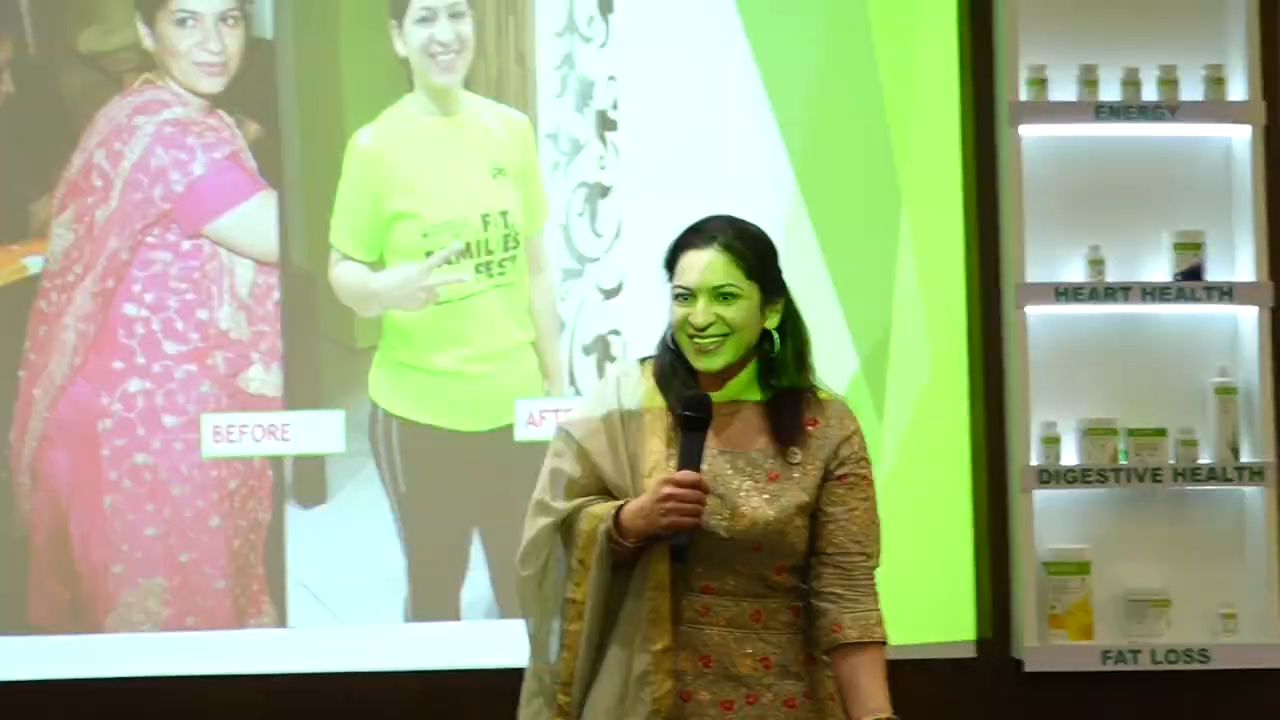 BEFORE
FIT,
FAMILIES
FEST
ENERGY
HEART HEALTH
DIGESTIVE HEALTH
FAT LOSS